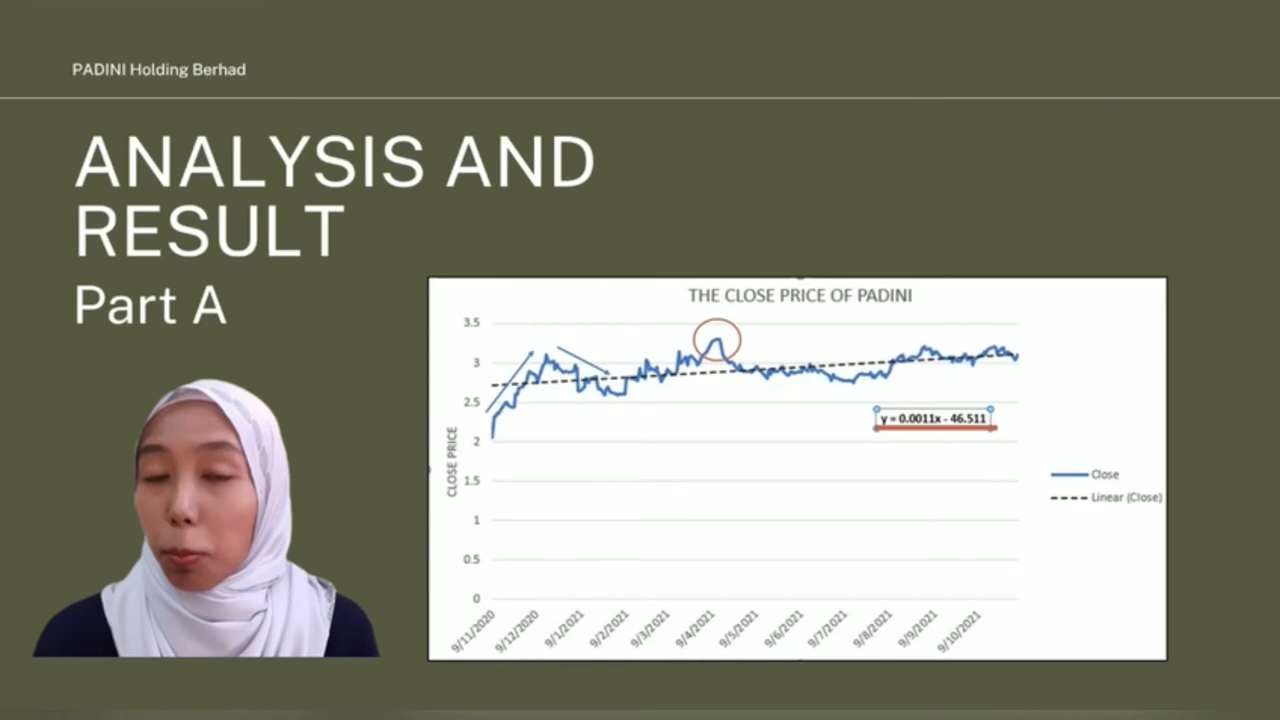 PADINI Holding Berhad
ANALYSIS AND
RESULT
Part A
THE CLOSE PRICE OF PADINI
3.5
3
2.5
2
1.5
1
0.5
0
CLOSE PRICE
y = 0.0011x - 46.511
Close
Linear (Close)
9/11/2020
9/12/2020
9/1/2021
9/2/2021
9/3/2021
9/4/2021
9/5/2021
9/6/2021
9/7/2021
9/8/2021
9/9/2021
9/10/2021